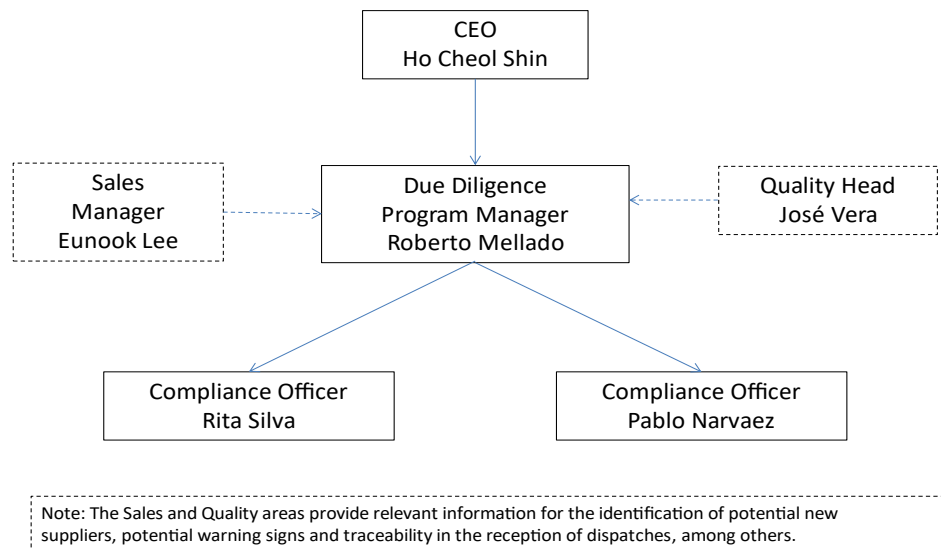 CEO
Ho Cheol Shin
Sales
Manager
Eunook Lee
Due Diligence
Program Manager
Roberto Mellado
Quality Head
José Vera
Compliance Officer
Rita Silva
Compliance Officer
Pablo Narvaez
Note: The Sales and Quality areas provide relevant information for the identification of potential new
suppliers, potential warning signs and traceability in the reception of dispatches, among others.